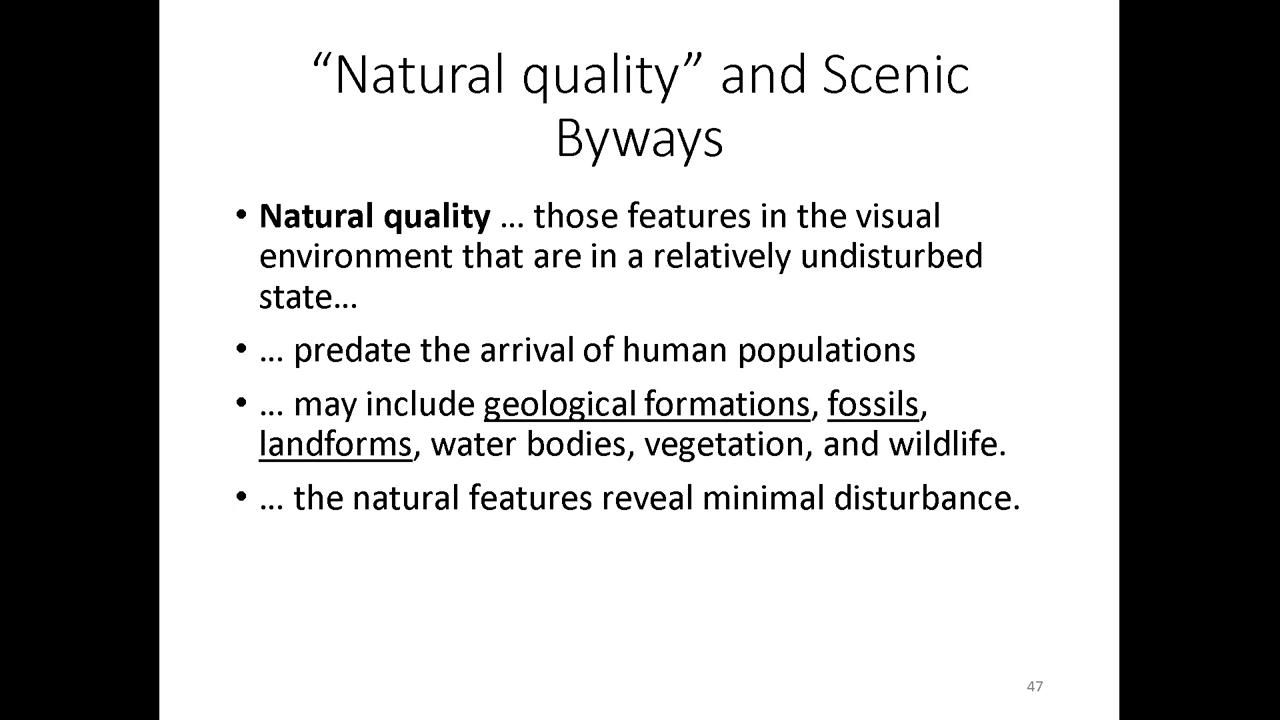 “Natural quality” and Scenic
Byways
• Natural quality … those features in the visual
environment that are in a relatively undisturbed
state…
• … predate the arrival of human populations
• … may include geological formations, fossils,
landforms, water bodies, vegetation, and wildlife.
• … the natural features reveal minimal disturbance.
47